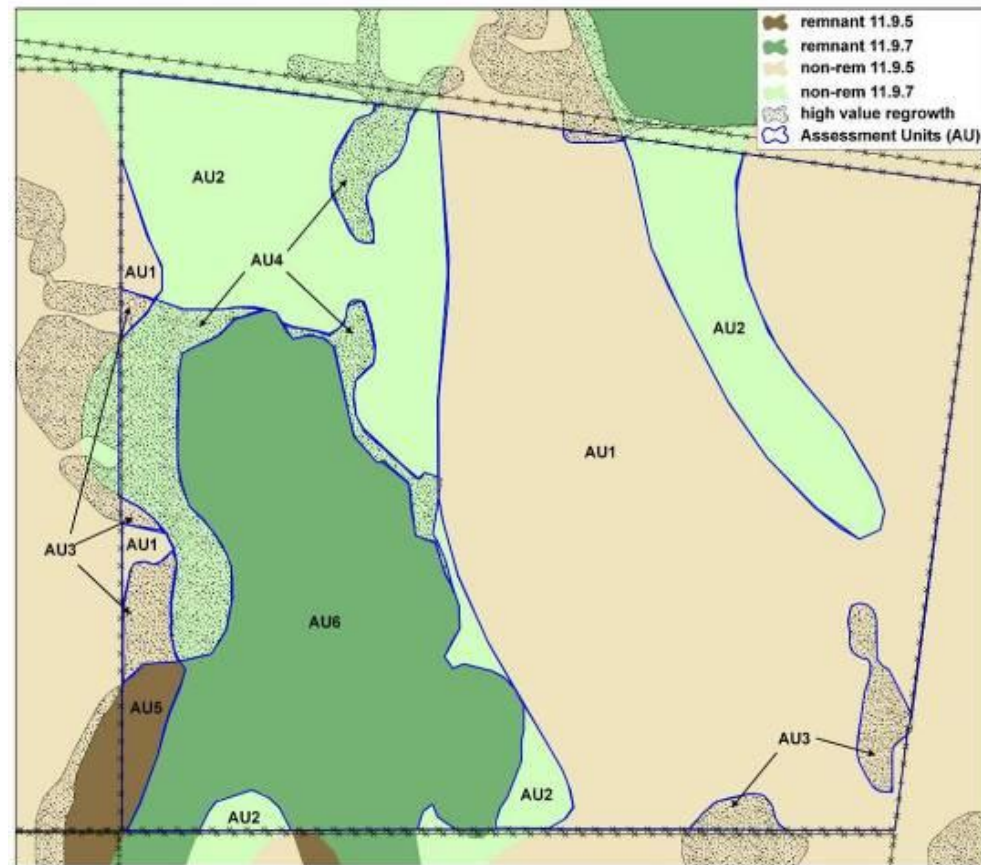 remnant 11.9.5
remnant 11.9.7
non-rem 11.9.5
non-rem 11.9.7
high value regrowth
Assessment Units (AU)
AU2
AU4
AU1
AU2
AU1
AU3
AU1
AU6
AU5
AU3
AU2
AU2